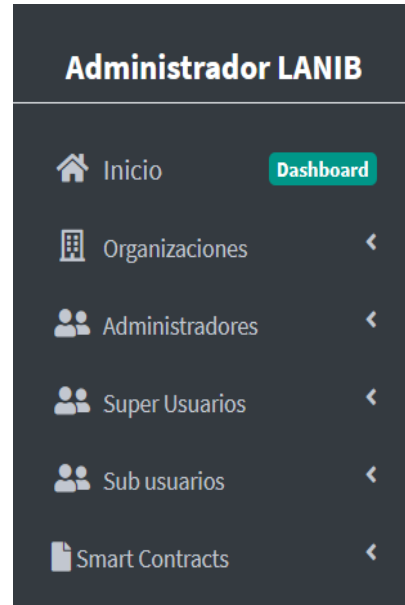 Administrador LANIB
Inicio Dashboard
Organizaciones
Administradores
Super Usuarios
Sub usuarios
Smart Contracts